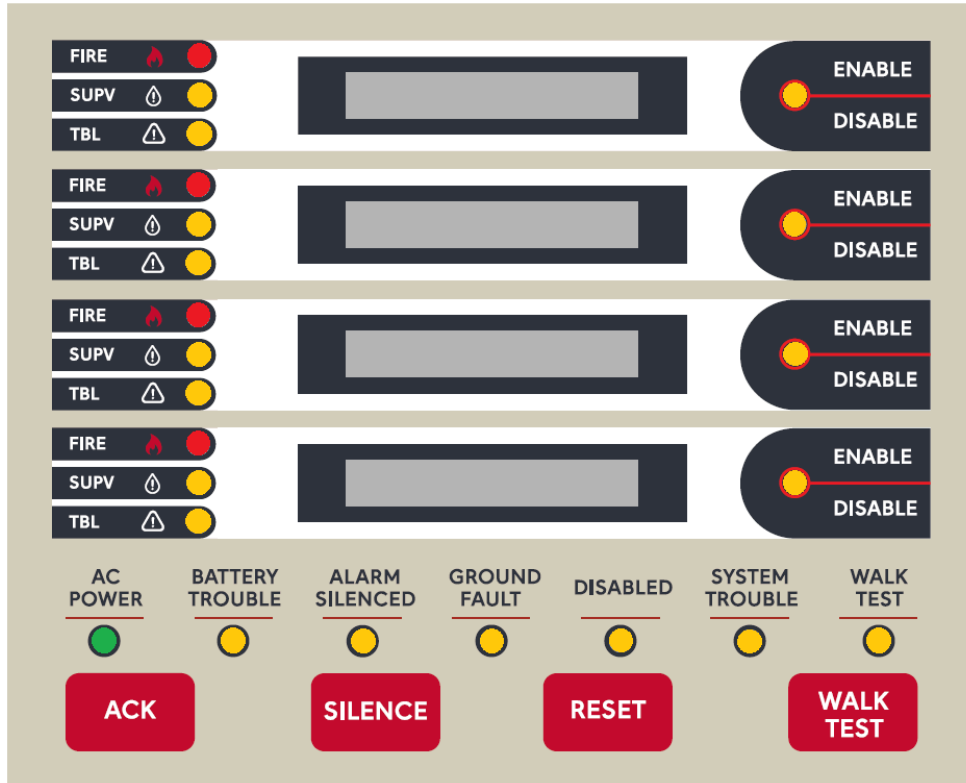 FIRE
SUPV
TBL
ENABLE
DISABLE
FIRE
SUPV
TBL
ENABLE
DISABLE
FIRE
SUPV
TBL
ENABLE
DISABLE
FIRE
SUPV
TBL
ENABLE
DISABLE
AC
POWER
BATTERY
TROUBLE
ALARM
SILENCED
GROUND
FAULT
DISABLED
SYSTEM
TROUBLE
WALK
TEST
ACK
SILENCE
RESET
WALK
TEST